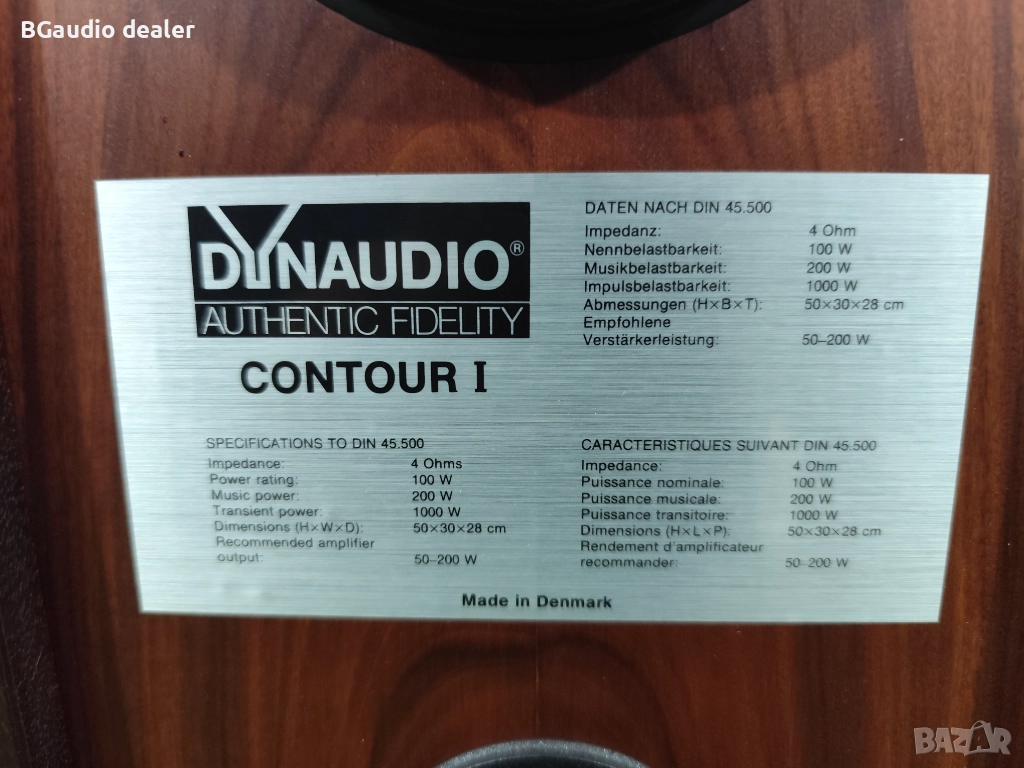 BGaudio dealer
DYNAUDIO®
AUTHENTIC FIDELITY
CONTOUR I
DATEN NACH DIN 45.500
Impedanz: 4 Ohm
Nennbelastbarkeit: 100 W
Musikbelastbarkeit: 200 W
Impulsbelastbarkeit: 1000 W
Abmessungen (H×B×T): 50×30×28 cm
Empfohlene
Verstärkerleistung: 50–200 W
SPECIFICATIONS TO DIN 45.500
Impedance: 4 Ohms
Power rating: 100 W
Music power: 200 W
Transient power: 1000 W
Dimensions (H×W×D): 50×30×28 cm
Recommended amplifier
output: 50–200 W
CARACTERISTIQUES SUIVANT DIN 45.500
Impedance: 4 Ohm
Puissance nominale: 100 W
Puissance musicale: 200 W
Puissance transitoire: 1000 W
Dimensions (H×L×P): 50×30×28 cm
Rendement d'amplificateur
recommander: 50–200 W
Made in Denmark
BAZAR